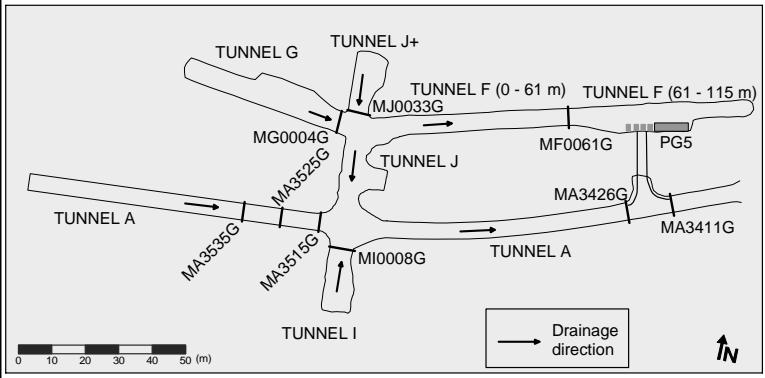 TUNNEL J+
TUNNEL G
TUNNEL F (0 - 61 m)
TUNNEL F (61 - 115 m)
MJ0033G
MG0004G
MF0061G
PG5
MA3525G
TUNNEL J
MA3426G
TUNNEL A
MA3535G
MA3515G
MI0008G
TUNNEL A
MA3411G
TUNNEL I
0 10 20 30 40 50 (m)
Drainage
direction
N